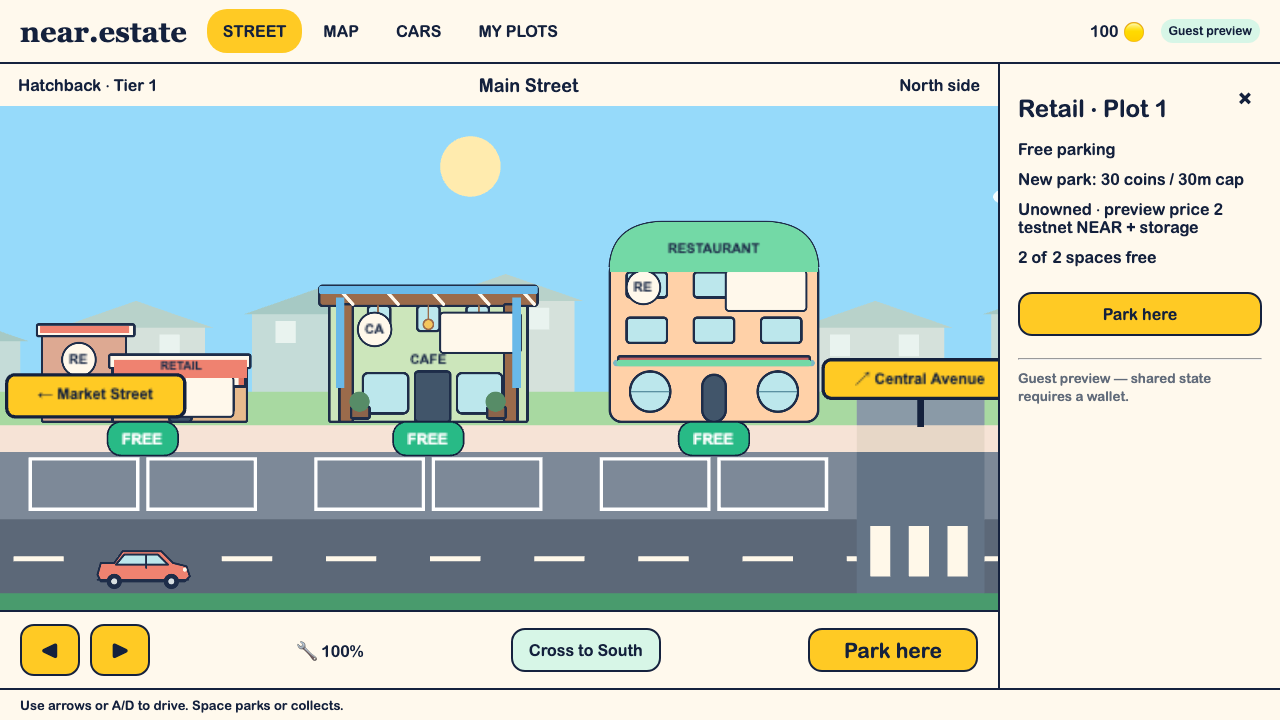 near.estate
STREET
MAP
CARS
MY PLOTS
100
Guest preview
Hatchback · Tier 1
Main Street
North side
RESTAURANT
RE
CA
CAFÉ
RE
RETAIL
← Market Street
↗ Central Avenue
FREE
FREE
FREE
🔧 100%
Cross to South
Park here
Retail · Plot 1
×
Free parking
New park: 30 coins / 30m cap
Unowned · preview price 2
testnet NEAR + storage
2 of 2 spaces free
Park here
Guest preview — shared state
requires a wallet.
Use arrows or A/D to drive. Space parks or collects.